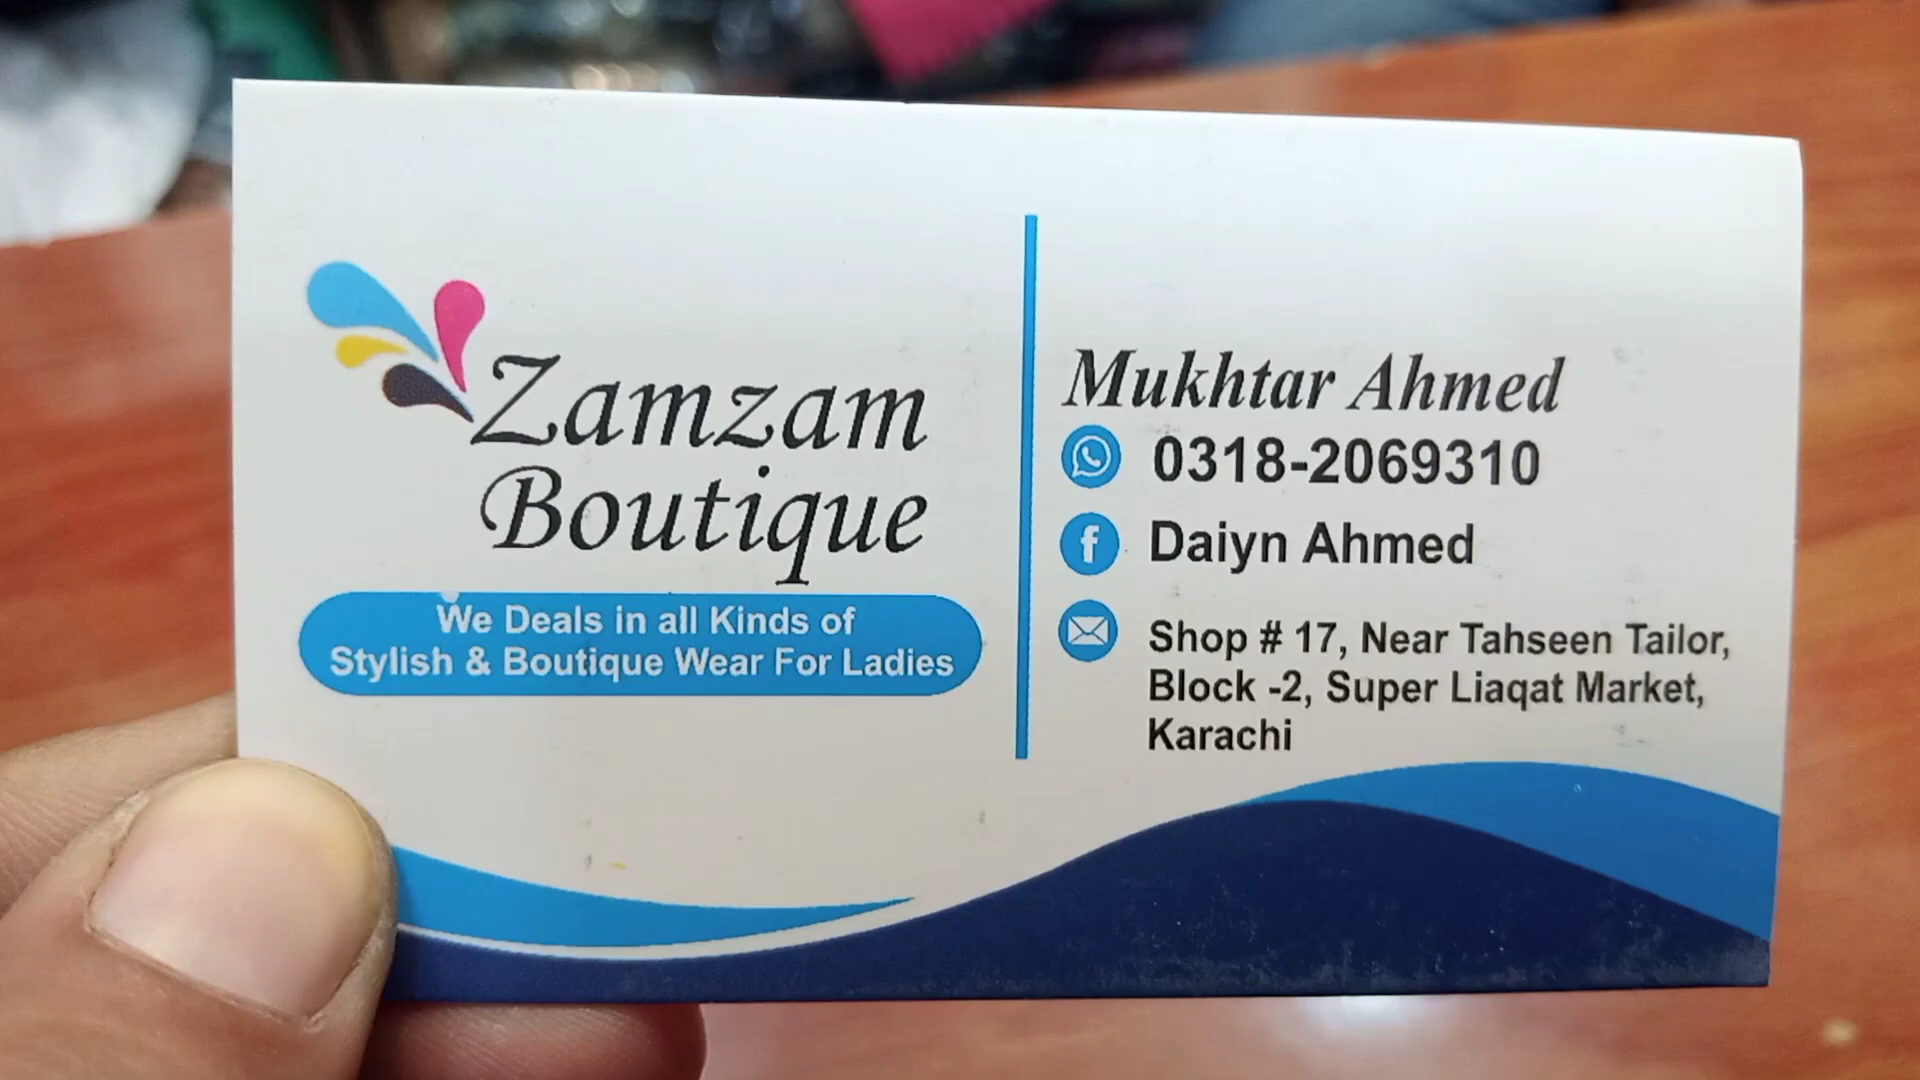 Zamzam
Boutique
We Deals in all Kinds of
Stylish & Boutique Wear For Ladies
Mukhtar Ahmed
0318-2069310
Daiyn Ahmed
Shop # 17, Near Tahseen Tailor,
Block -2, Super Liaqat Market,
Karachi